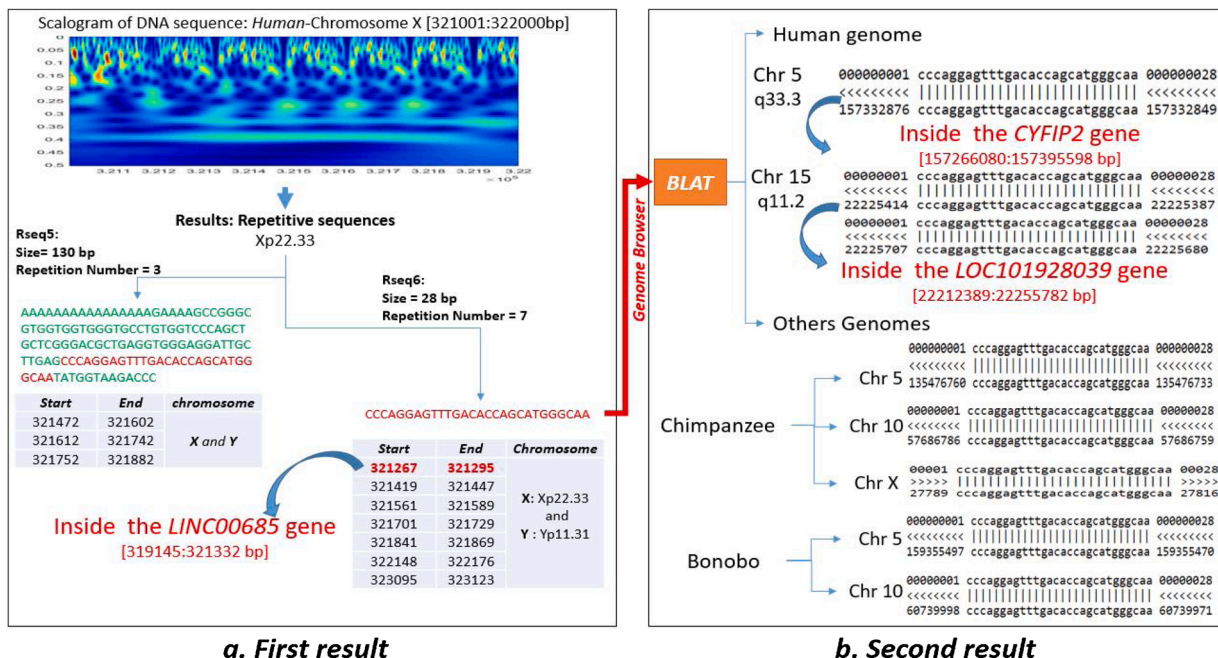 Scalogram of DNA sequence: Human-Chromosome X [321001:322000bp]
0
0.05
0.1
0.15
0.2
0.25
0.3
0.35
0.4
0.45
0.5
3.211 3.212 3.213 3.214 3.215 3.216 3.217 3.218 3.219 3.22
× 10⁵
Results: Repetitive sequences
Xp22.33
Rseq5:
Size= 130 bp
Repetition Number = 3
AAAAAAAAAAAAAAAAAGAAAAGCCGGGC
GTGGTGGTGGGTGCCTGTGGTCCCAGCT
GCTCGGGACGCTGAGGTGGGAGGATTGC
TTGAGCCCAGGAGTTTGACACCAGCATGG
GCAATATGGTAAGACCC
Start End chromosome
321472 321602
321612 321742 X and Y
321752 321882
Rseq6:
Size = 28 bp
Repetition Number = 7
CCCAGGAGTTTGACACCAGCATGGGCAA
Start End Chromosome
321267 321295
321419 321447
321561 321589 X: Xp22.33
321701 321729 and
321841 321869 Y : Yp11.31
322148 322176
323095 323123
Inside the LINC00685 gene
[319145:321332 bp]
a. First result
Genome Browser
BLAT
Human genome
Chr 5
q33.3
000000001 cccaggagtttgacaccagcatgggcaa 000000028
<<<<<<<<< |||||||||||||||||||||||||||| <<<<<<<<<
157332876 cccaggagtttgacaccagcatgggcaa 157332849
Inside the CYFIP2 gene
[157266080:157395598 bp]
Chr 15
q11.2
00000001 cccaggagtttgacaccagcatgggcaa 00000028
<<<<<<<< |||||||||||||||||||||||||||| <<<<<<<<
22225414 cccaggagtttgacaccagcatgggcaa 22225387
00000001 cccaggagtttgacaccagcatgggcaa 00000028
<<<<<<<< |||||||||||||||||||||||||||| <<<<<<<<
22225707 cccaggagtttgacaccagcatgggcaa 22225680
Inside the LOC101928039 gene
[22212389:22255782 bp]
Others Genomes
Chimpanzee
Chr 5
000000001 cccaggagtttgacaccagcatgggcaa 000000028
<<<<<<<<< |||||||||||||||||||||||||||| <<<<<<<<<
135476760 cccaggagtttgacaccagcatgggcaa 135476733
Chr 10
00000001 cccaggagtttgacaccagcatgggcaa 00000028
<<<<<<<< |||||||||||||||||||||||||||| <<<<<<<<
57686786 cccaggagtttgacaccagcatgggcaa 57686759
Chr X
00001 cccaggagtttgacaccagcatgggcaa 00028
>>>>> |||||||||||||||||||||||||||| >>>>>
27789 cccaggagtttgacaccagcatgggcaa 27816
Bonobo
Chr 5
000000001 cccaggagtttgacaccagcatgggcaa 000000028
<<<<<<<<< |||||||||||||||||||||||||||| <<<<<<<<<
159355497 cccaggagtttgacaccagcatgggcaa 159355470
Chr 10
00000001 cccaggagtttgacaccagcatgggcaa 00000028
<<<<<<<< |||||||||||||||||||||||||||| <<<<<<<<
60739998 cccaggagtttgacaccagcatgggcaa 60739971
b. Second result